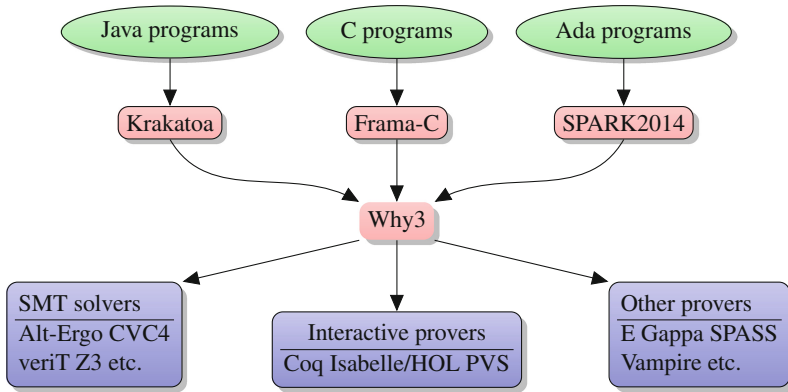 Java programs
C programs
Ada programs
Krakatoa
Frama-C
SPARK2014
Why3
SMT solvers
Alt-Ergo CVC4
veriT Z3 etc.
Interactive provers
Coq Isabelle/HOL PVS
Other provers
E Gappa SPASS
Vampire etc.